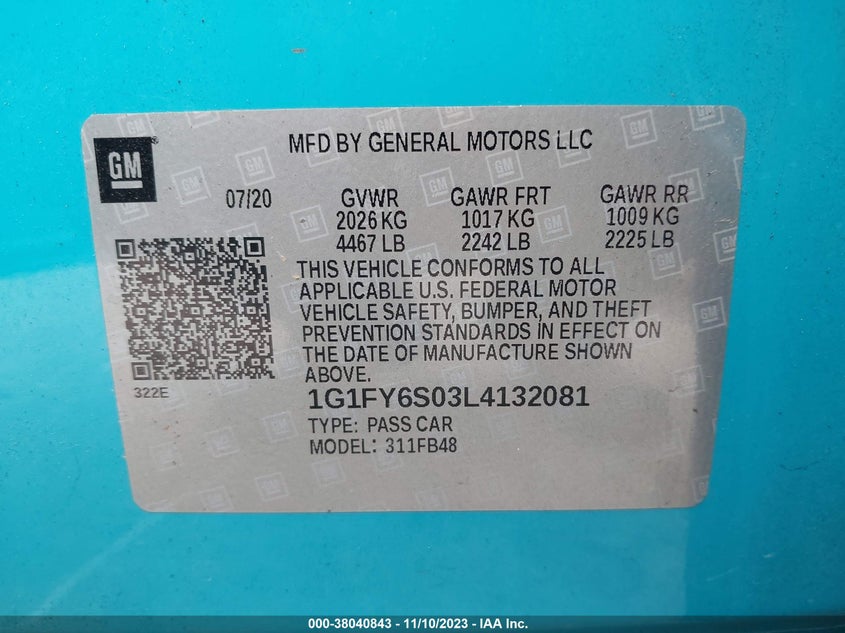 GM
MFD BY GENERAL MOTORS LLC
07/20 GVWR GAWR FRT GAWR RR
2026 KG 1017 KG 1009 KG
4467 LB 2242 LB 2225 LB
THIS VEHICLE CONFORMS TO ALL
APPLICABLE U.S. FEDERAL MOTOR
VEHICLE SAFETY, BUMPER, AND THEFT
PREVENTION STANDARDS IN EFFECT ON
THE DATE OF MANUFACTURE SHOWN
ABOVE.
322E
1G1FY6S03L4132081
TYPE: PASS CAR
MODEL: 311FB48
000-38040843 — 11/10/2023 — IAA Inc.